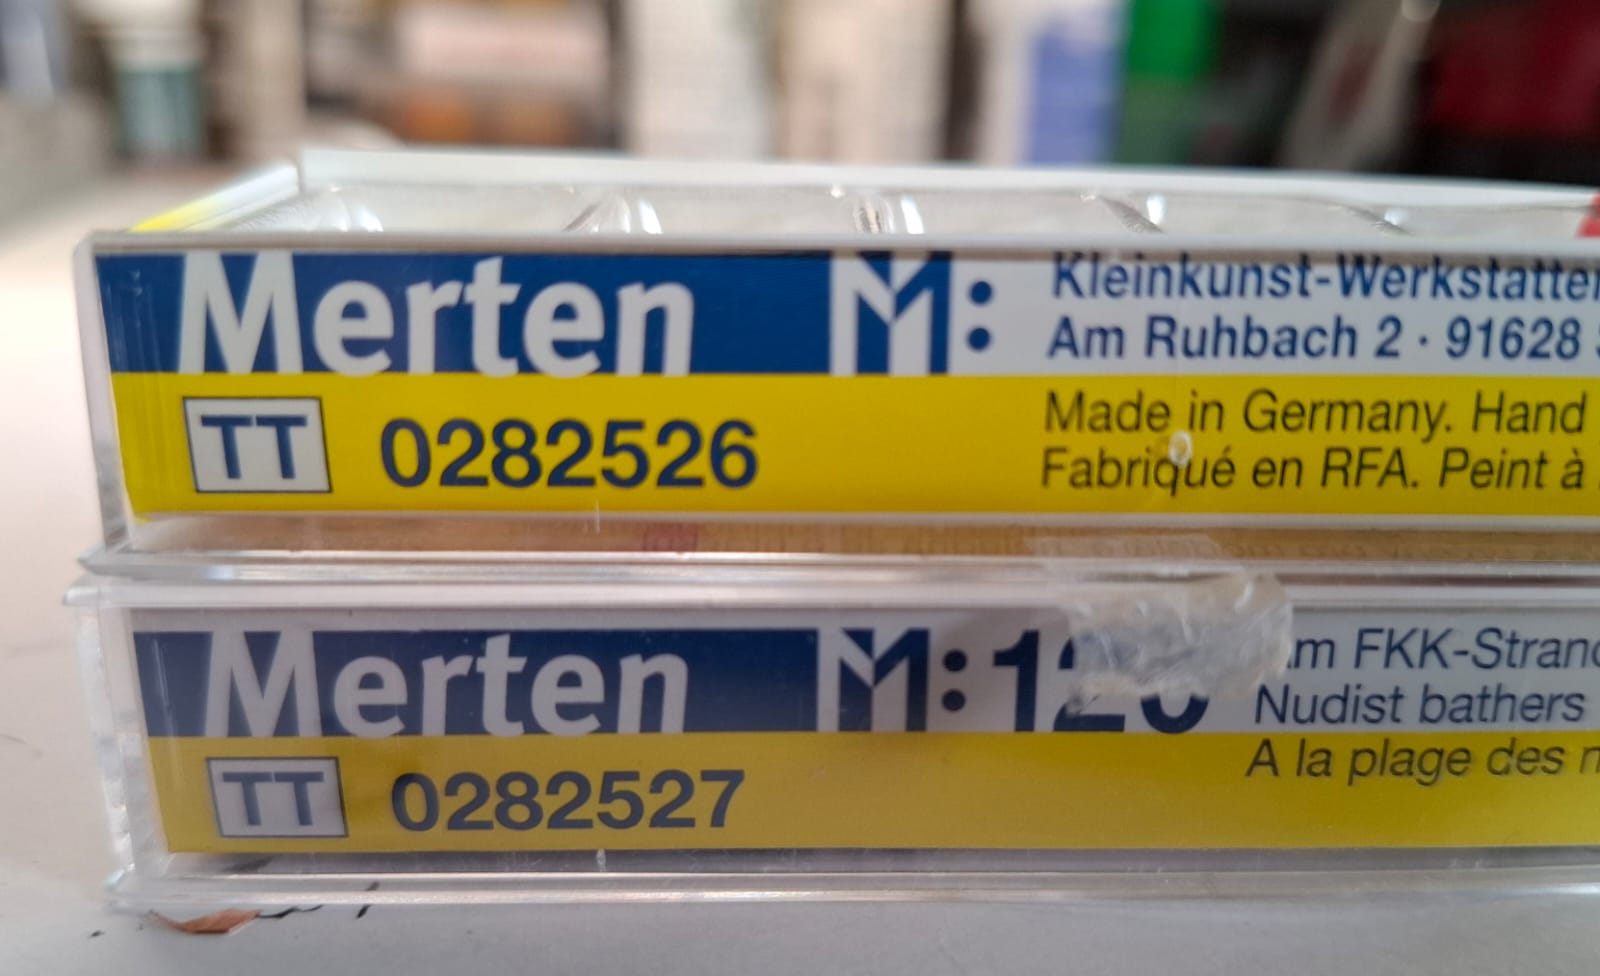 Merten M: Kleinkunst-Werkstätten
Am Ruhbach 2 · 91628
TT 0282526
Made in Germany. Hand
Fabriqué en RFA. Peint à
Merten M: 120
Am FKK-Strand
Nudist bathers
A la plage des
TT 0282527